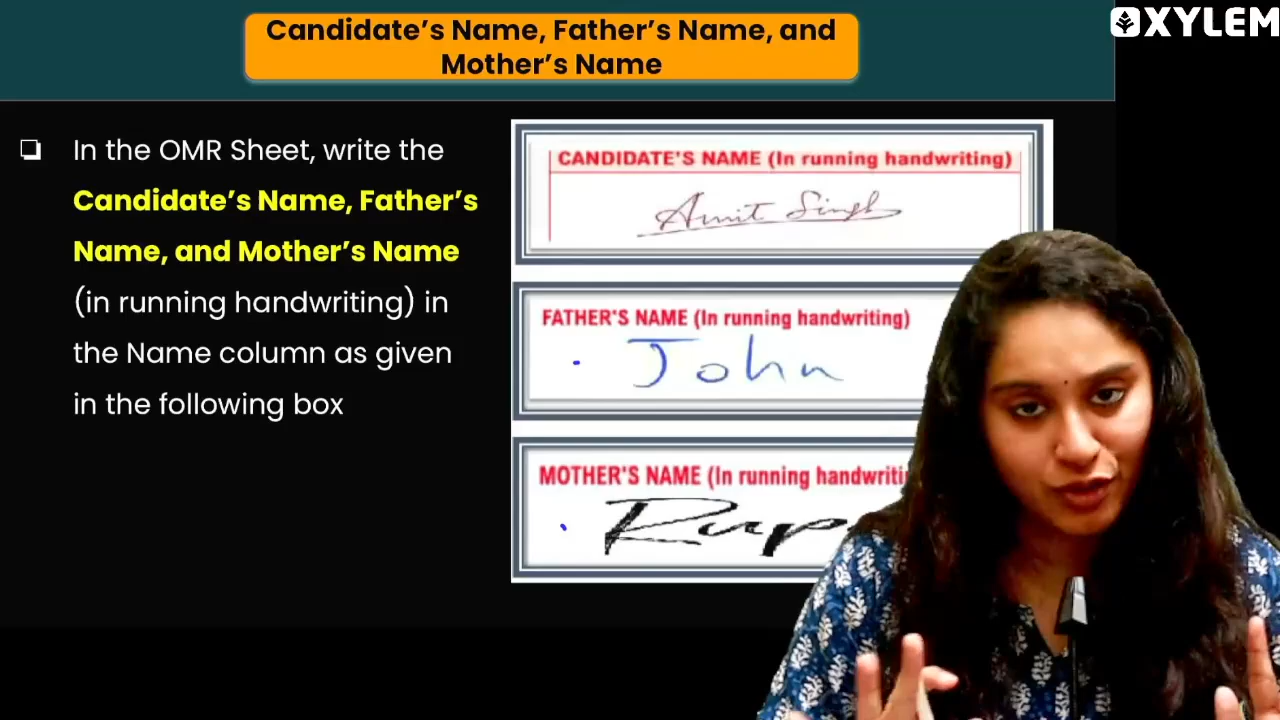 Candidate’s Name, Father’s Name, and
Mother’s Name
XYLEM
❑ In the OMR Sheet, write the
Candidate’s Name, Father’s
Name, and Mother’s Name
(in running handwriting) in
the Name column as given
in the following box
CANDIDATE'S NAME (In running handwriting)
Amit Singh
FATHER'S NAME (In running handwriting)
John
MOTHER'S NAME (In running